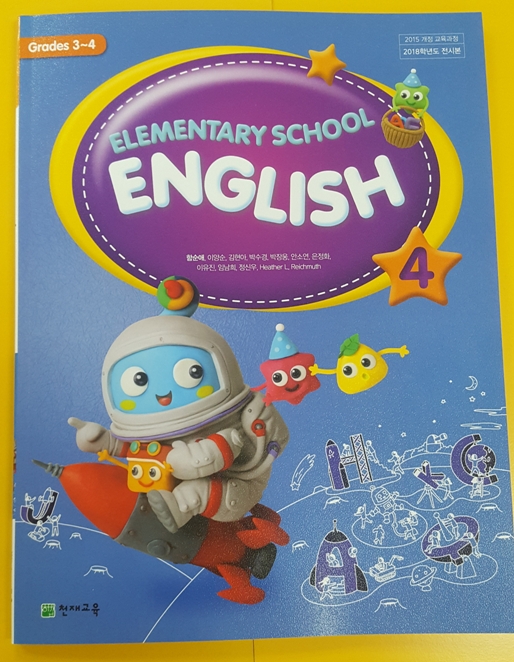 Grades 3~4
2015 개정 교육과정
2018학년도 전시본
ELEMENTARY SCHOOL
ENGLISH
4
함순애, 이양순, 김현아, 박수경, 박정웅, 안소연, 은정화,
이유진, 임남희, 정신우, Heather L. Reichmuth
천재교육